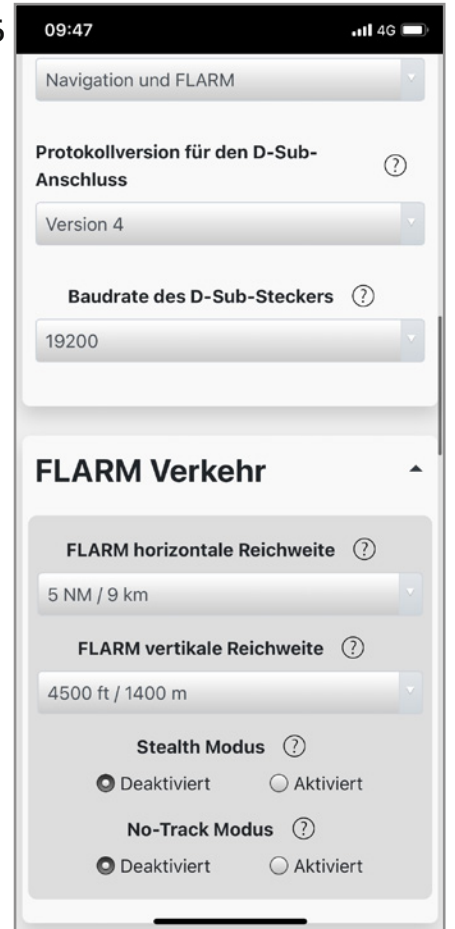 5
09:47
4G
Navigation und FLARM
Protokollversion für den D-Sub-
Anschluss ?
Version 4
Baudrate des D-Sub-Steckers ?
19200
FLARM Verkehr
FLARM horizontale Reichweite ?
5 NM / 9 km
FLARM vertikale Reichweite ?
4500 ft / 1400 m
Stealth Modus ?
Deaktiviert Aktiviert
No-Track Modus ?
Deaktiviert Aktiviert